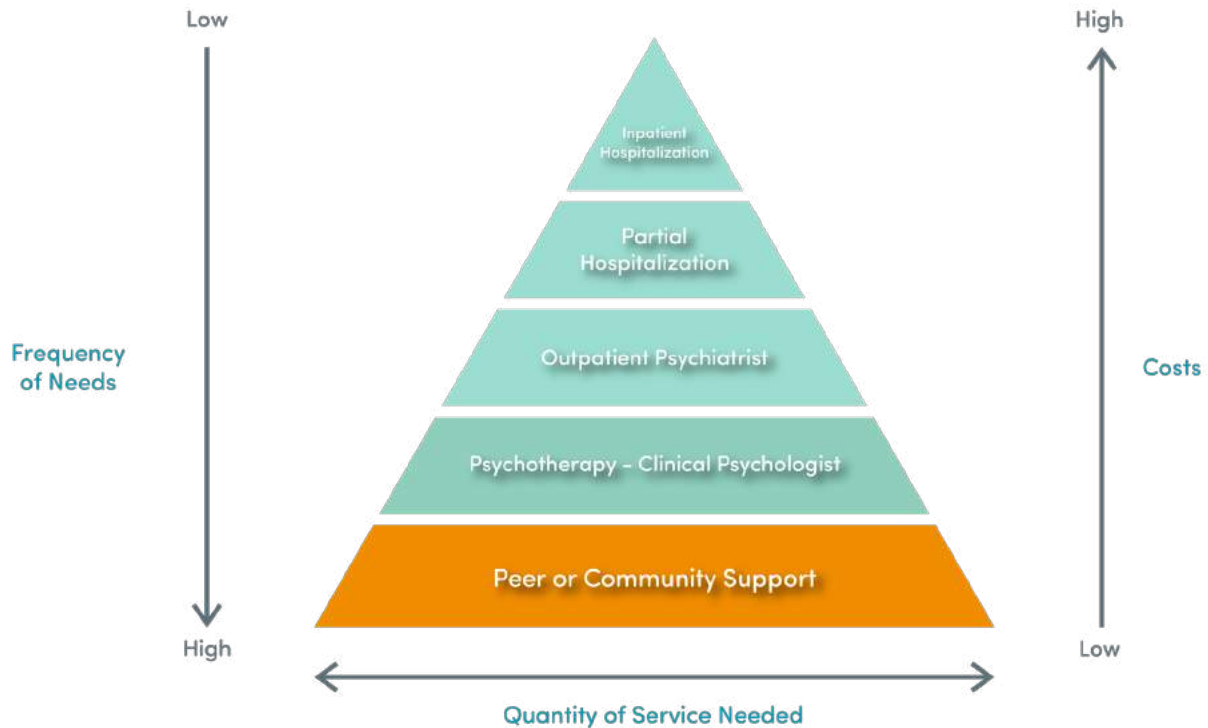 Low
High
Inpatient
Hospitalization
Partial
Hospitalization
Frequency
of Needs
Outpatient Psychiatrist
Costs
Psychotherapy - Clinical Psychologist
Peer or Community Support
High
Low
Quantity of Service Needed